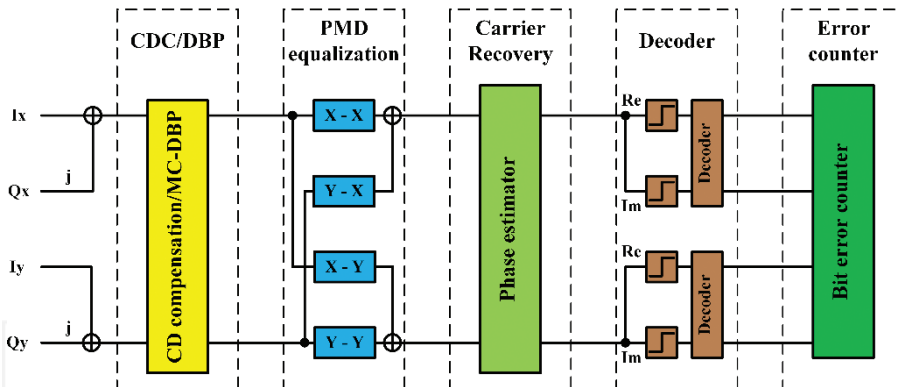 CDC/DBP
PMD
equalization
Carrier
Recovery
Decoder
Error
counter
Ix
j
Qx
Iy
j
Qy
CD compensation/MC-DBP
X - X
Y - X
X - Y
Y - Y
Phase estimator
Re
Im
Decoder
Re
Im
Decoder
Bit error counter